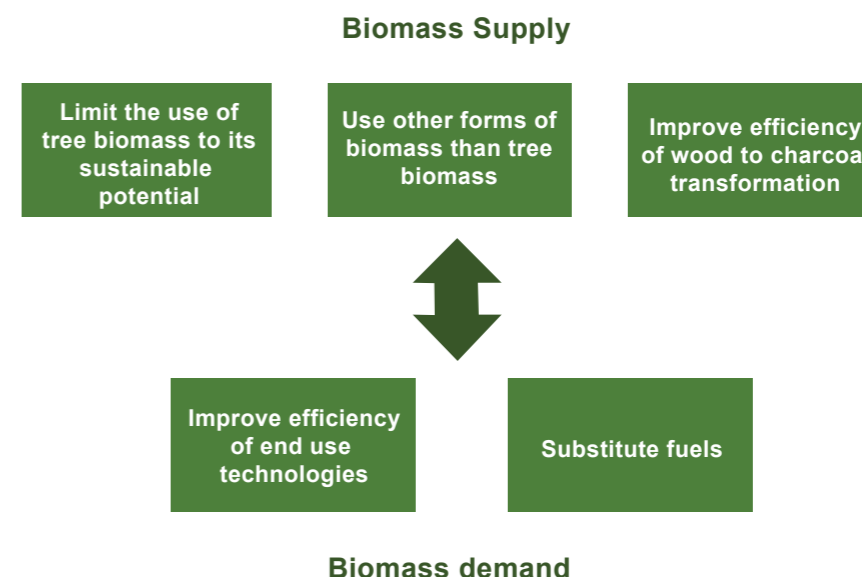 Biomass Supply
Limit the use of
tree biomass to its
sustainable
potential
Use other forms of
biomass than tree
biomass
Improve efficiency
of wood to charcoa
transformation
Improve efficiency
of end use
technologies
Substitute fuels
Biomass demand